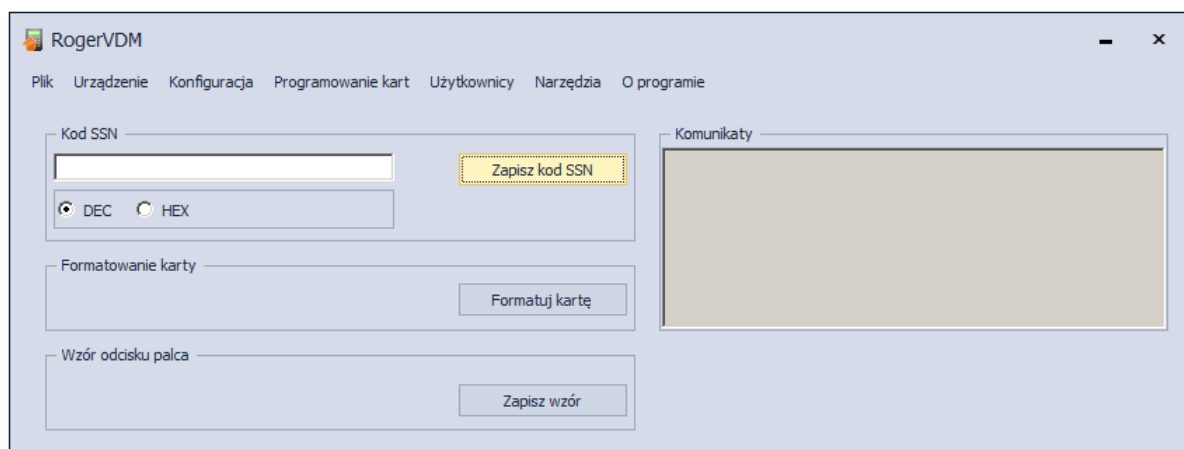 RogerVDM
Plik Urządzenie Konfiguracja Programowanie kart Użytkownicy Narzędzia O programie
Kod SSN
Zapisz kod SSN
DEC HEX
Formatowanie karty
Formatuj kartę
Wzór odcisku palca
Zapisz wzór
Komunikaty